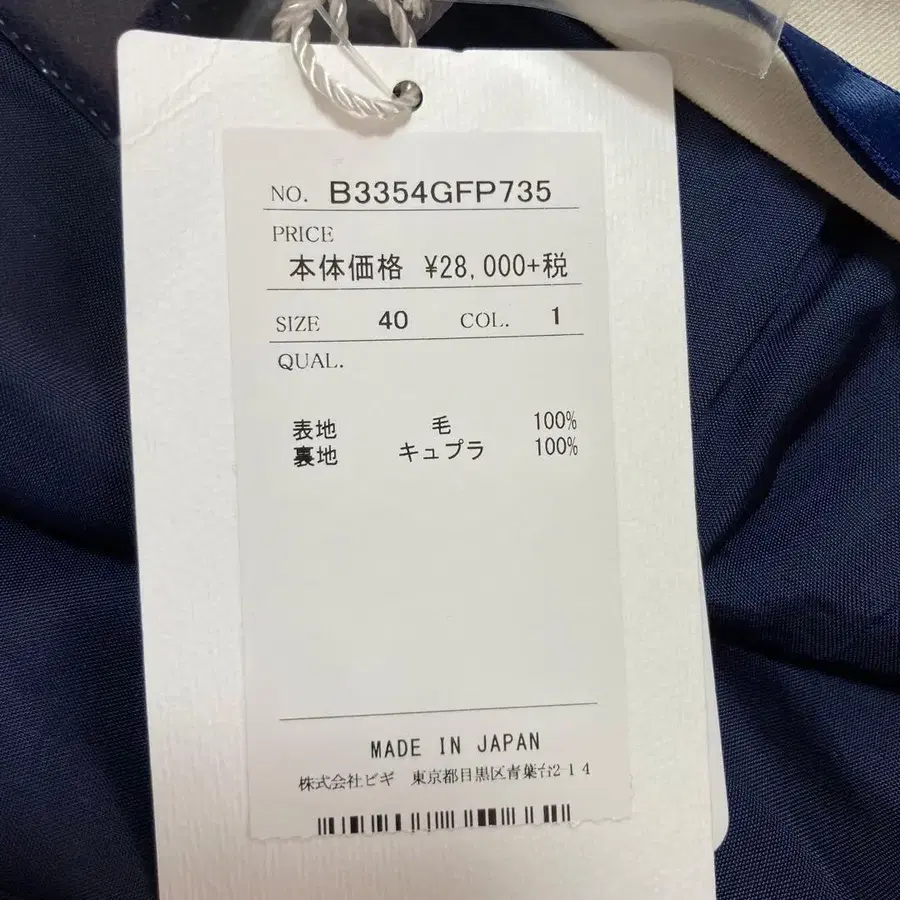 NO. B3354GFP735
PRICE
本体価格 ¥28,000+税
SIZE 40 COL. 1
QUAL.
表地 毛 100%
裏地 キュプラ 100%
MADE IN JAPAN
株式会社ビギ 東京都目黒区青葉台2-1-4